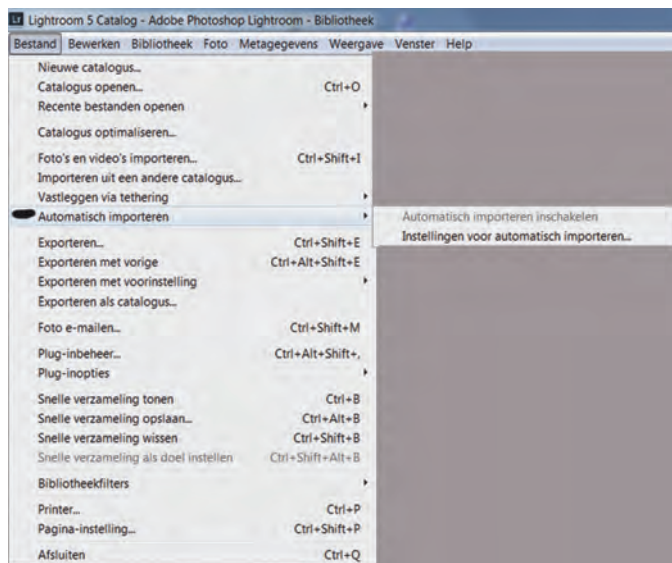 Lr Lightroom 5 Catalog - Adobe Photoshop Lightroom - Bibliotheek
Bestand Bewerken Bibliotheek Foto Metagegevens Weergave Venster Help
Nieuwe catalogus...
Catalogus openen... Ctrl+O
Recente bestanden openen
Catalogus optimaliseren...
Foto's en video's importeren... Ctrl+Shift+I
Importeren uit een andere catalogus...
Vastleggen via tethering
Automatisch importeren
Automatisch importeren inschakelen
Instellingen voor automatisch importeren...
Exporteren... Ctrl+Shift+E
Exporteren met vorige Ctrl+Alt+Shift+E
Exporteren met voorinstelling
Exporteren als catalogus...
Foto e-mailen... Ctrl+Shift+M
Plug-inbeheer... Ctrl+Alt+Shift+,
Plug-inopties
Snelle verzameling tonen Ctrl+B
Snelle verzameling opslaan... Ctrl+Alt+B
Snelle verzameling wissen Ctrl+Shift+B
Snelle verzameling als doel instellen Ctrl+Shift+Alt+B
Bibliotheekfilters
Printer... Ctrl+P
Pagina-instelling... Ctrl+Shift+P
Afsluiten Ctrl+Q